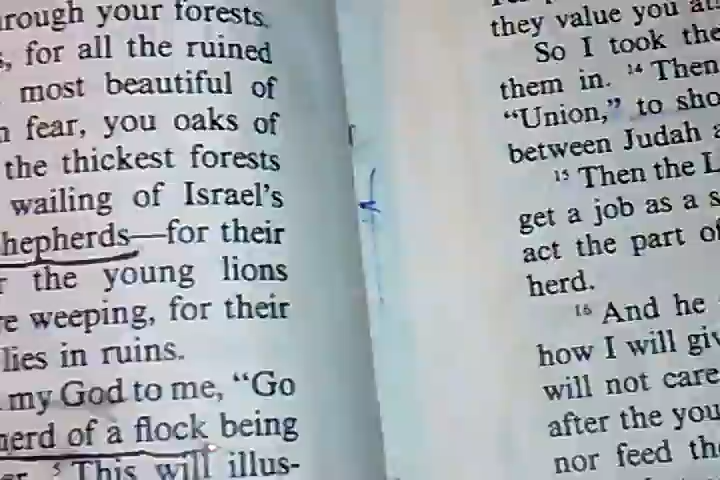 rough your forests.
for all the ruined
most beautiful of
fear, you oaks of
the thickest forests
wailing of Israel's
hepherds—for their
the young lions
weeping, for their
lies in ruins.
my God to me, “Go
herd of a flock being
⁵ This will illus-
they value you
So I took the
them in. ¹⁴ Then
“Union,” to sho
between Judah
¹⁵ Then the L
get a job as a s
act the part of
herd.
¹⁶ And he
how I will giv
will not care
after the you
nor feed the